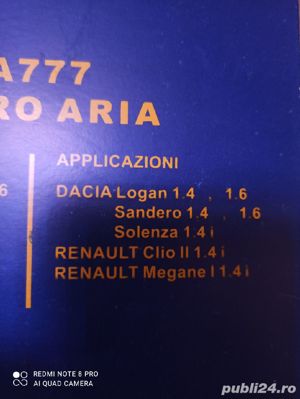 A777
RO ARIA
APPLICAZIONI
6
DACIA Logan 1.4 , 1.6
Sandero 1.4 , 1.6
Solenza 1.4 i
RENAULT Clio II 1.4 i
RENAULT Megane I 1.4 i
REDMI NOTE 8 PRO
AI QUAD CAMERA
publi24.ro